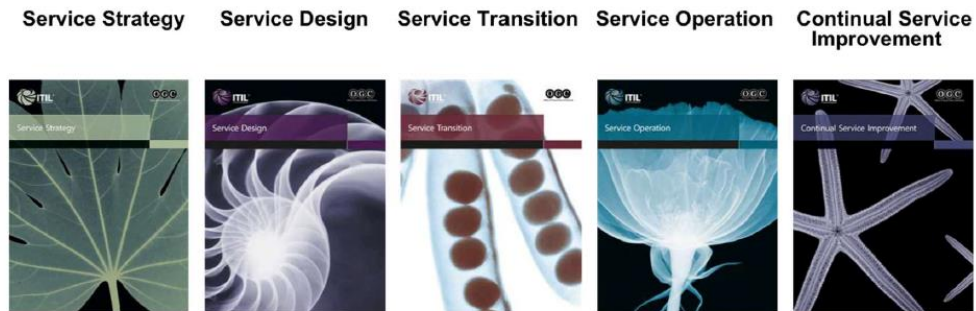 Service Strategy
Service Design
Service Transition
Service Operation
Continual Service
Improvement
ITIL®
OGC
Service Strategy
ITIL®
OGC
Service Design
ITIL®
OGC
Service Transition
ITIL®
OGC
Service Operation
ITIL®
OGC
Continual Service Improvement